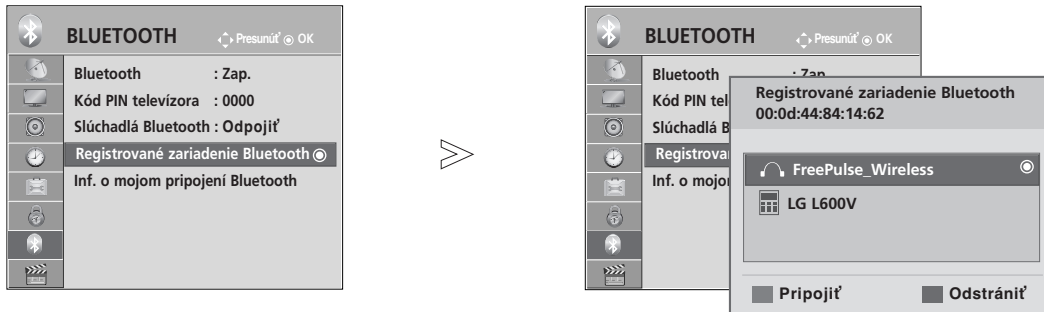 BLUETOOTH Presunúť OK
Bluetooth : Zap.
Kód PIN televízora : 0000
Slúchadlá Bluetooth : Odpojiť
Registrované zariadenie Bluetooth
Inf. o mojom pripojení Bluetooth
BLUETOOTH Presunúť OK
Bluetooth : Zap.
Kód PIN tel
Slúchadlá B
Registrova
Inf. o mojo
Registrované zariadenie Bluetooth
00:0d:44:84:14:62
FreePulse_Wireless
LG L600V
Pripojiť Odstrániť